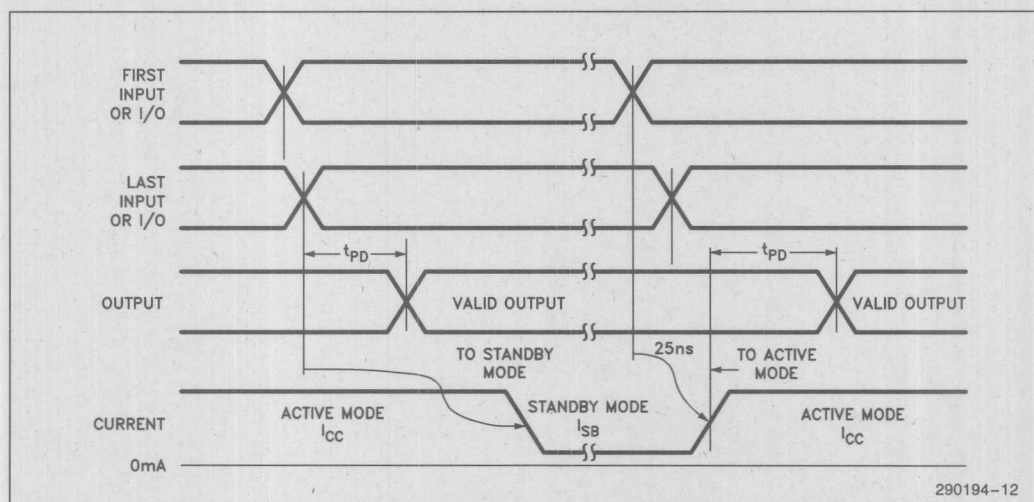 FIRST
INPUT
OR I/O
LAST
INPUT
OR I/O
tPD
tPD
OUTPUT
VALID OUTPUT
VALID OUTPUT
TO STANDBY
MODE
25ns
TO ACTIVE
MODE
CURRENT
ACTIVE MODE
ICC
STANDBY MODE
ISB
ACTIVE MODE
ICC
0mA
290194-12